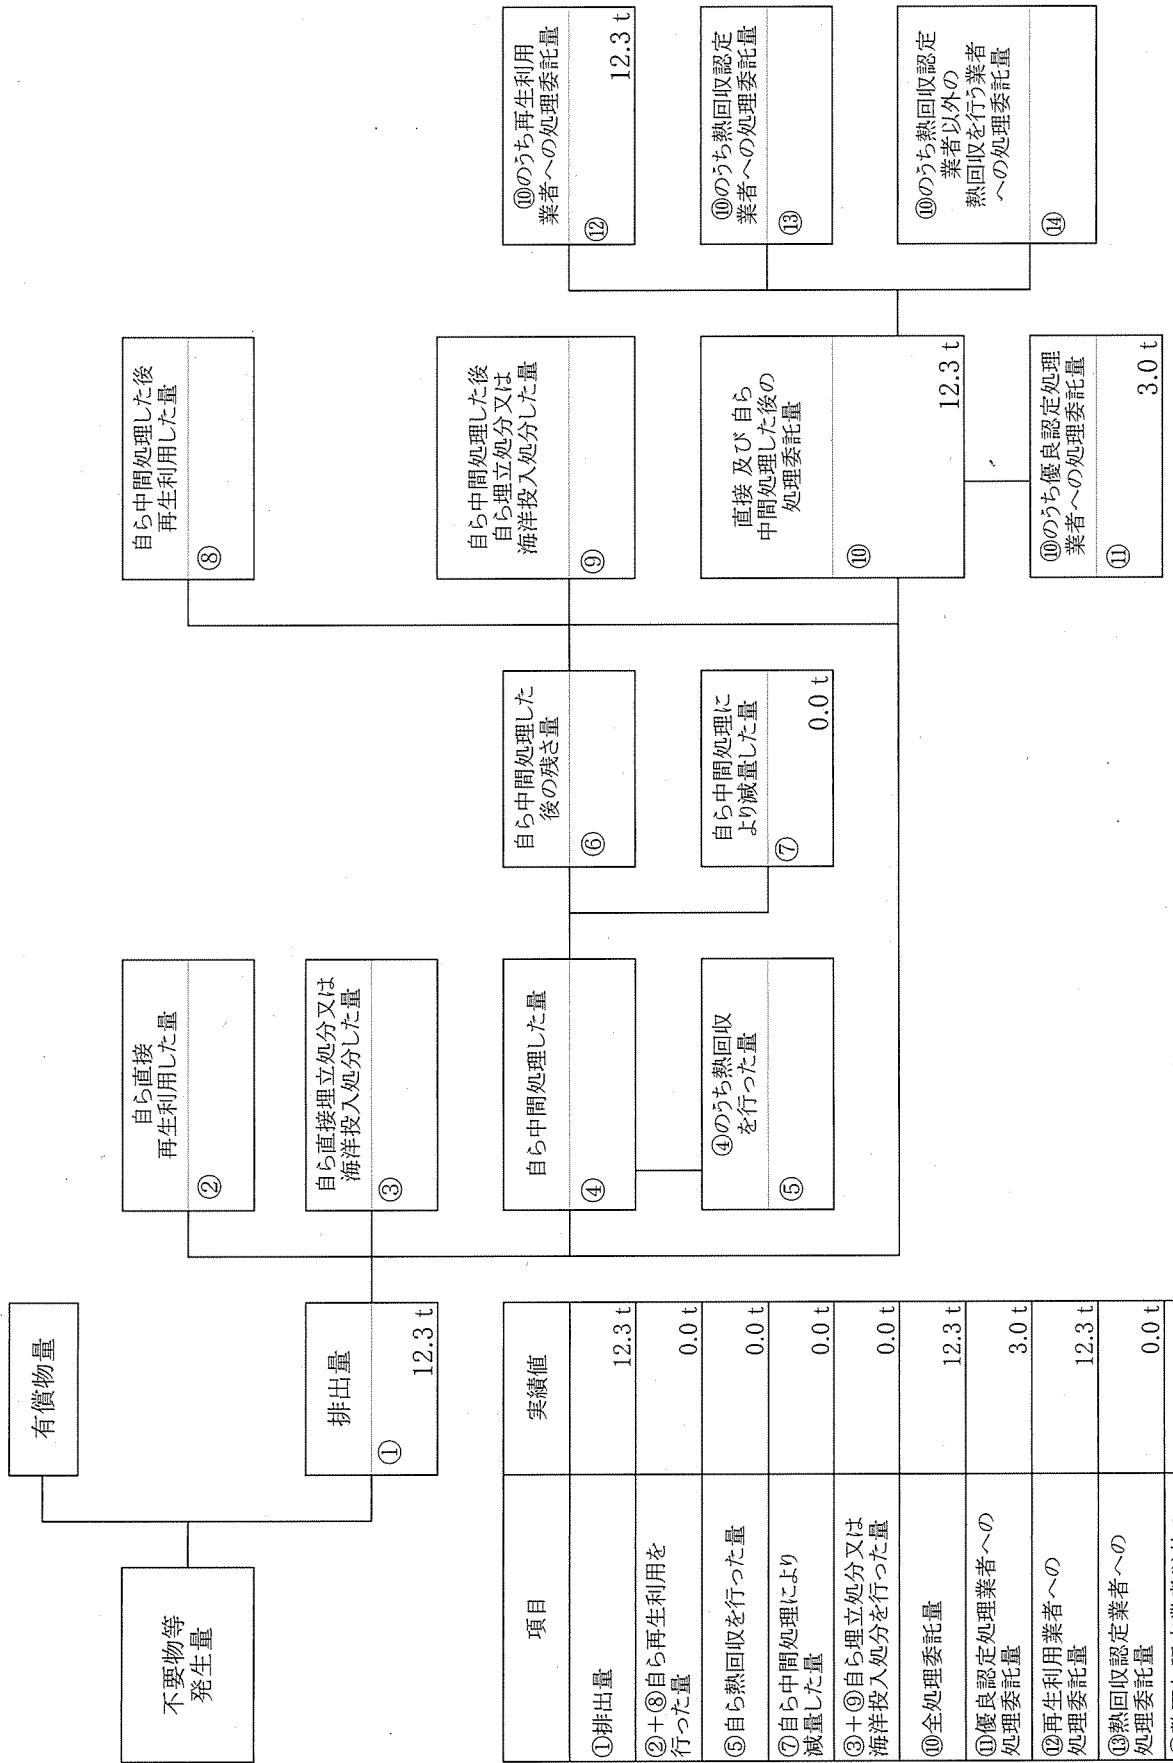 不要物等
発生量
有償物量
排出量
①
12.3 t
自ら直接
再生利用した量
②
自ら直接埋立処分又は
海洋投入処分した量
③
自ら中間処理した量
④
④のうち熱回収
を行った量
⑤
自ら中間処理した
後の残さ量
⑥
自ら中間処理に
より減量した量
⑦
0.0 t
自ら中間処理した後
再生利用した量
⑧
自ら中間処理した後
自ら埋立処分又は
海洋投入処分した量
⑨
直接 及び 自ら
中間処理した後の
処理委託量
⑩
12.3 t
⑩のうち優良認定処理
業者への処理委託量
⑪
3.0 t
⑩のうち再生利用
業者への処理委託量
⑫
12.3 t
⑩のうち熱回収認定
業者への処理委託量
⑬
⑩のうち熱回収認定
業者以外の
熱回収を行う業者
への処理委託量
⑭
項目
実績値
①排出量
12.3 t
②+⑧自ら再生利用を
行った量
0.0 t
⑤自ら熱回収を行った量
0.0 t
⑦自ら中間処理により
減量した量
0.0 t
③+⑨自ら埋立処分又は
海洋投入処分を行った量
0.0 t
⑩全処理委託量
12.3 t
⑪優良認定処理業者への
処理委託量
3.0 t
⑫再生利用業者への
処理委託量
12.3 t
⑬熱回収認定業者への
処理委託量
0.0 t